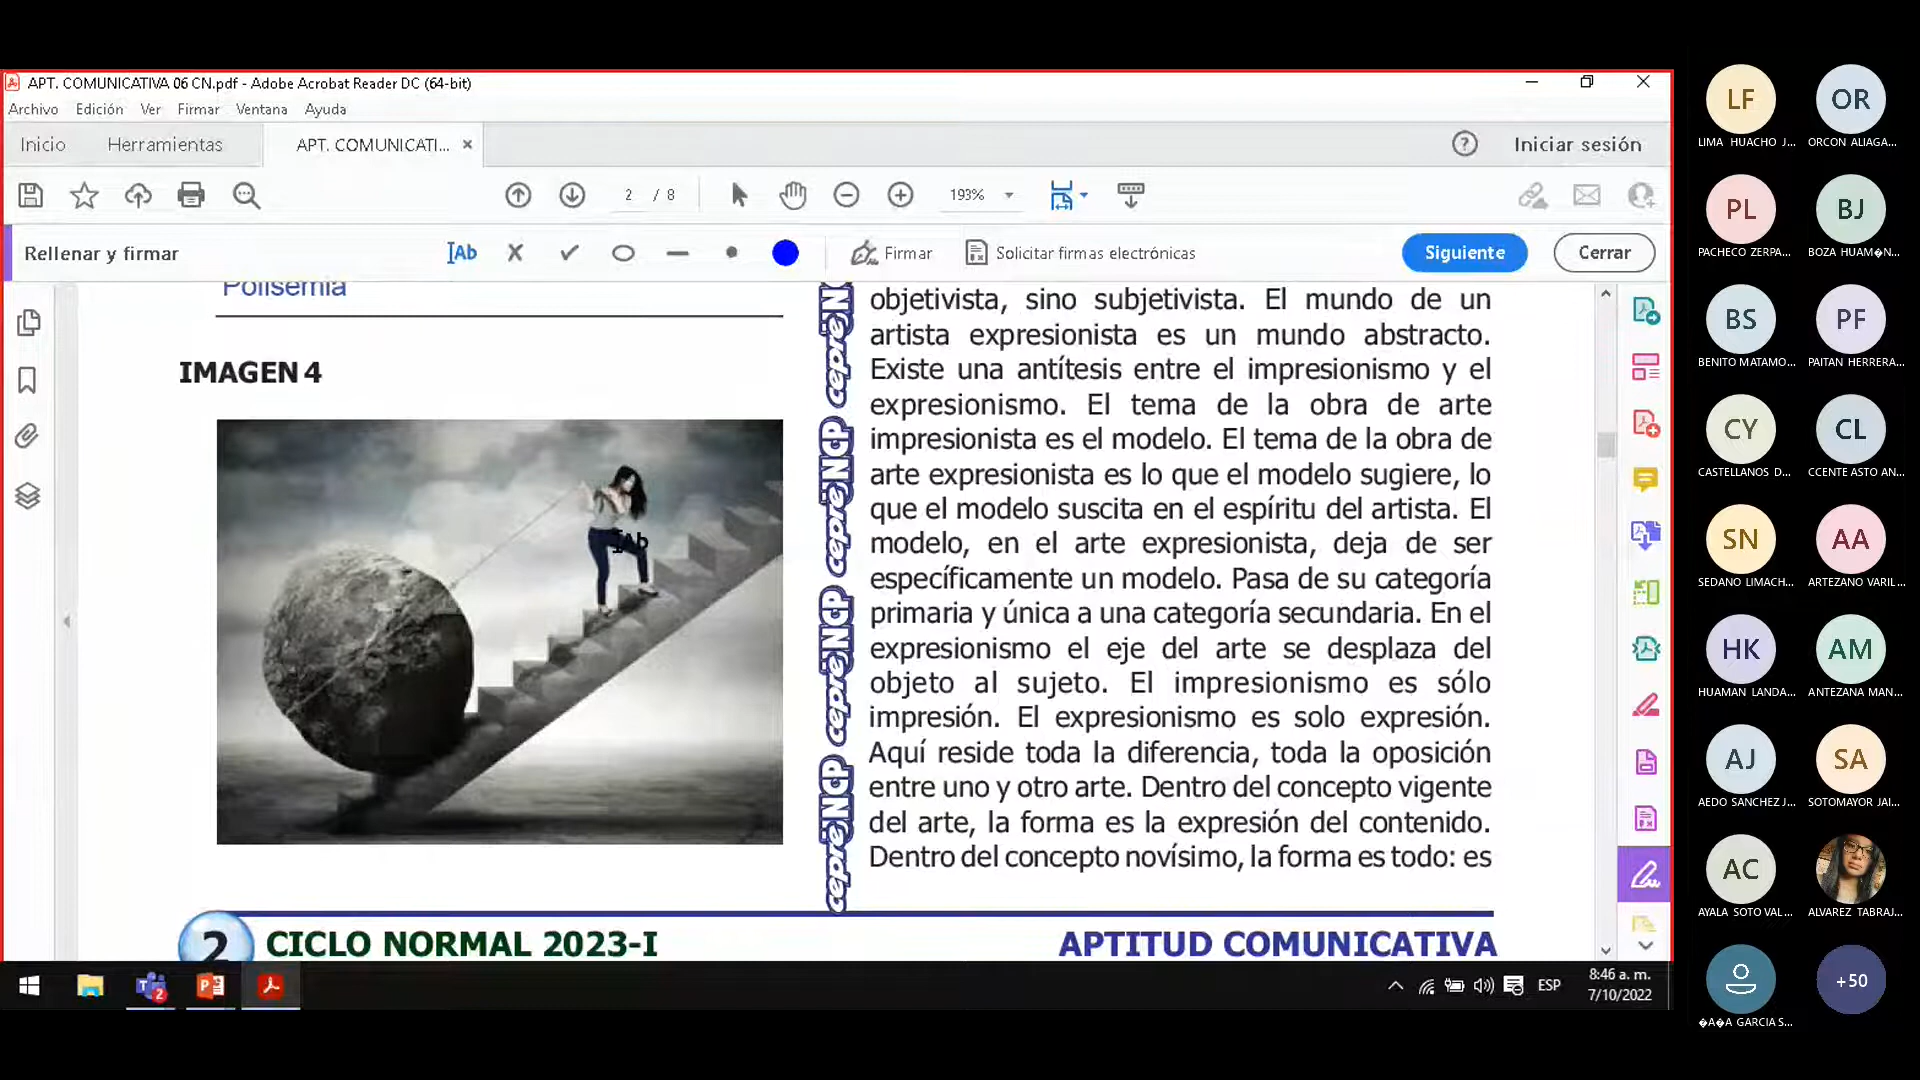 APT. COMUNICATIVA 06 CN.pdf - Adobe Acrobat Reader DC (64-bit)
Archivo Edición Ver Firmar Ventana Ayuda
Inicio Herramientas APT. COMUNICATI... × Iniciar sesión
2 / 8 193%
Rellenar y firmar IAb Firmar Solicitar firmas electrónicas Siguiente Cerrar
Polisemia
IMAGEN 4
IAb
cepreUNCP cepreUNCP cepreUNCP
objetivista, sino subjetivista. El mundo de un
artista expresionista es un mundo abstracto.
Existe una antítesis entre el impresionismo y el
expresionismo. El tema de la obra de arte
impresionista es el modelo. El tema de la obra de
arte expresionista es lo que el modelo sugiere, lo
que el modelo suscita en el espíritu del artista. El
modelo, en el arte expresionista, deja de ser
específicamente un modelo. Pasa de su categoría
primaria y única a una categoría secundaria. En el
expresionismo el eje del arte se desplaza del
objeto al sujeto. El impresionismo es sólo
impresión. El expresionismo es solo expresión.
Aquí reside toda la diferencia, toda la oposición
entre uno y otro arte. Dentro del concepto vigente
del arte, la forma es la expresión del contenido.
Dentro del concepto novísimo, la forma es todo: es
2 CICLO NORMAL 2023-I APTITUD COMUNICATIVA
ESP
8:46 a. m.
7/10/2022
LF OR
LIMA HUACHO J... ORCON ALIAGA...
PL BJ
PACHECO ZERPA... BOZA HUAM�N...
BS PF
BENITO MATAMO... PAITAN HERRERA...
CY CL
CASTELLANOS D... CCENTE ASTO AN...
SN AA
SEDANO LIMACH... ARTEZANO VARIL...
HK AM
HUAMAN LANDA... ANTEZANA MAN...
AJ SA
AEDO SANCHEZ J... SOTOMAYOR JAI...
AC
AYALA SOTO VAL... ALVAREZ TABRAJ...
+50
�A�A GARCIA S...